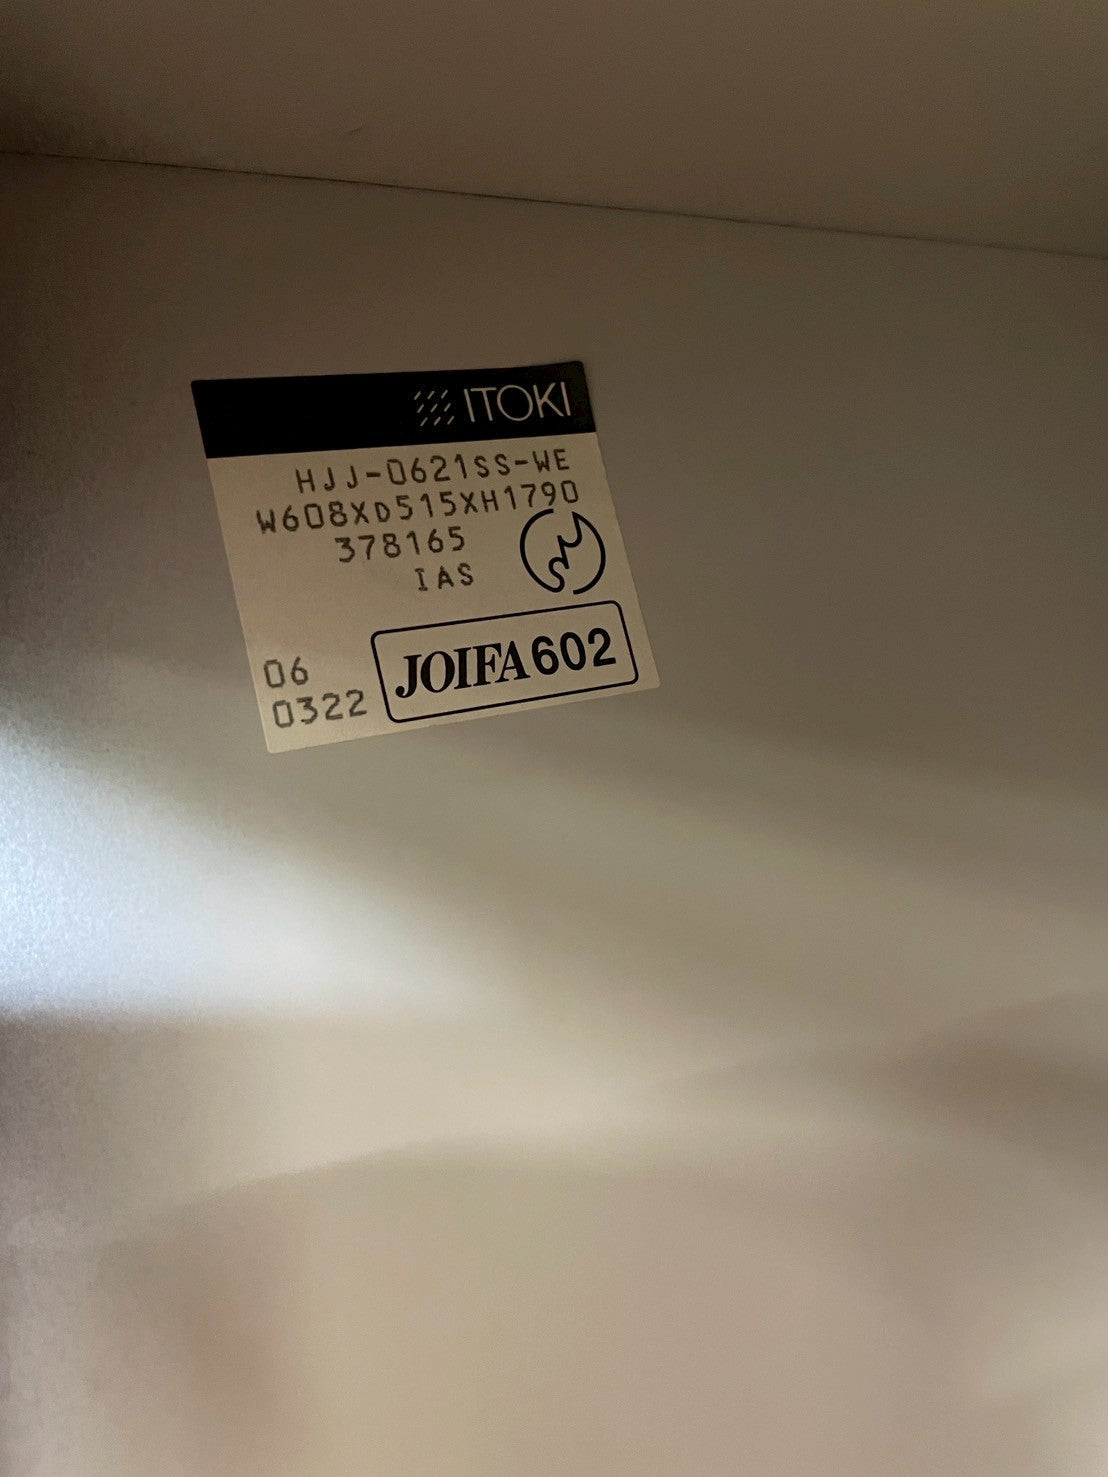 ITOKI
HJJ-0621SS-WE
W608XD515XH1790
378165
IAS
06
0322
JOIFA602